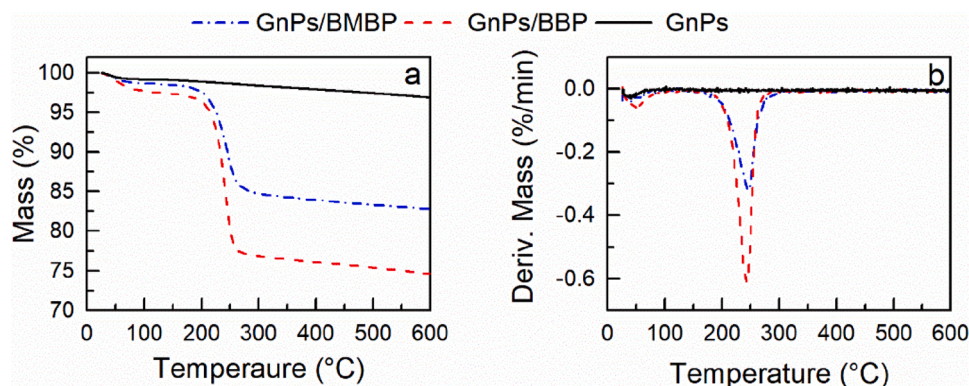 GnPs/BMBP GnPs/BBP GnPs
a
100
95
90
85
80
75
70
Mass (%)
0 100 200 300 400 500 600
Temperaure (°C)
b
0.0
-0.2
-0.4
-0.6
Deriv. Mass (%/min)
0 100 200 300 400 500 600
Temperature (°C)